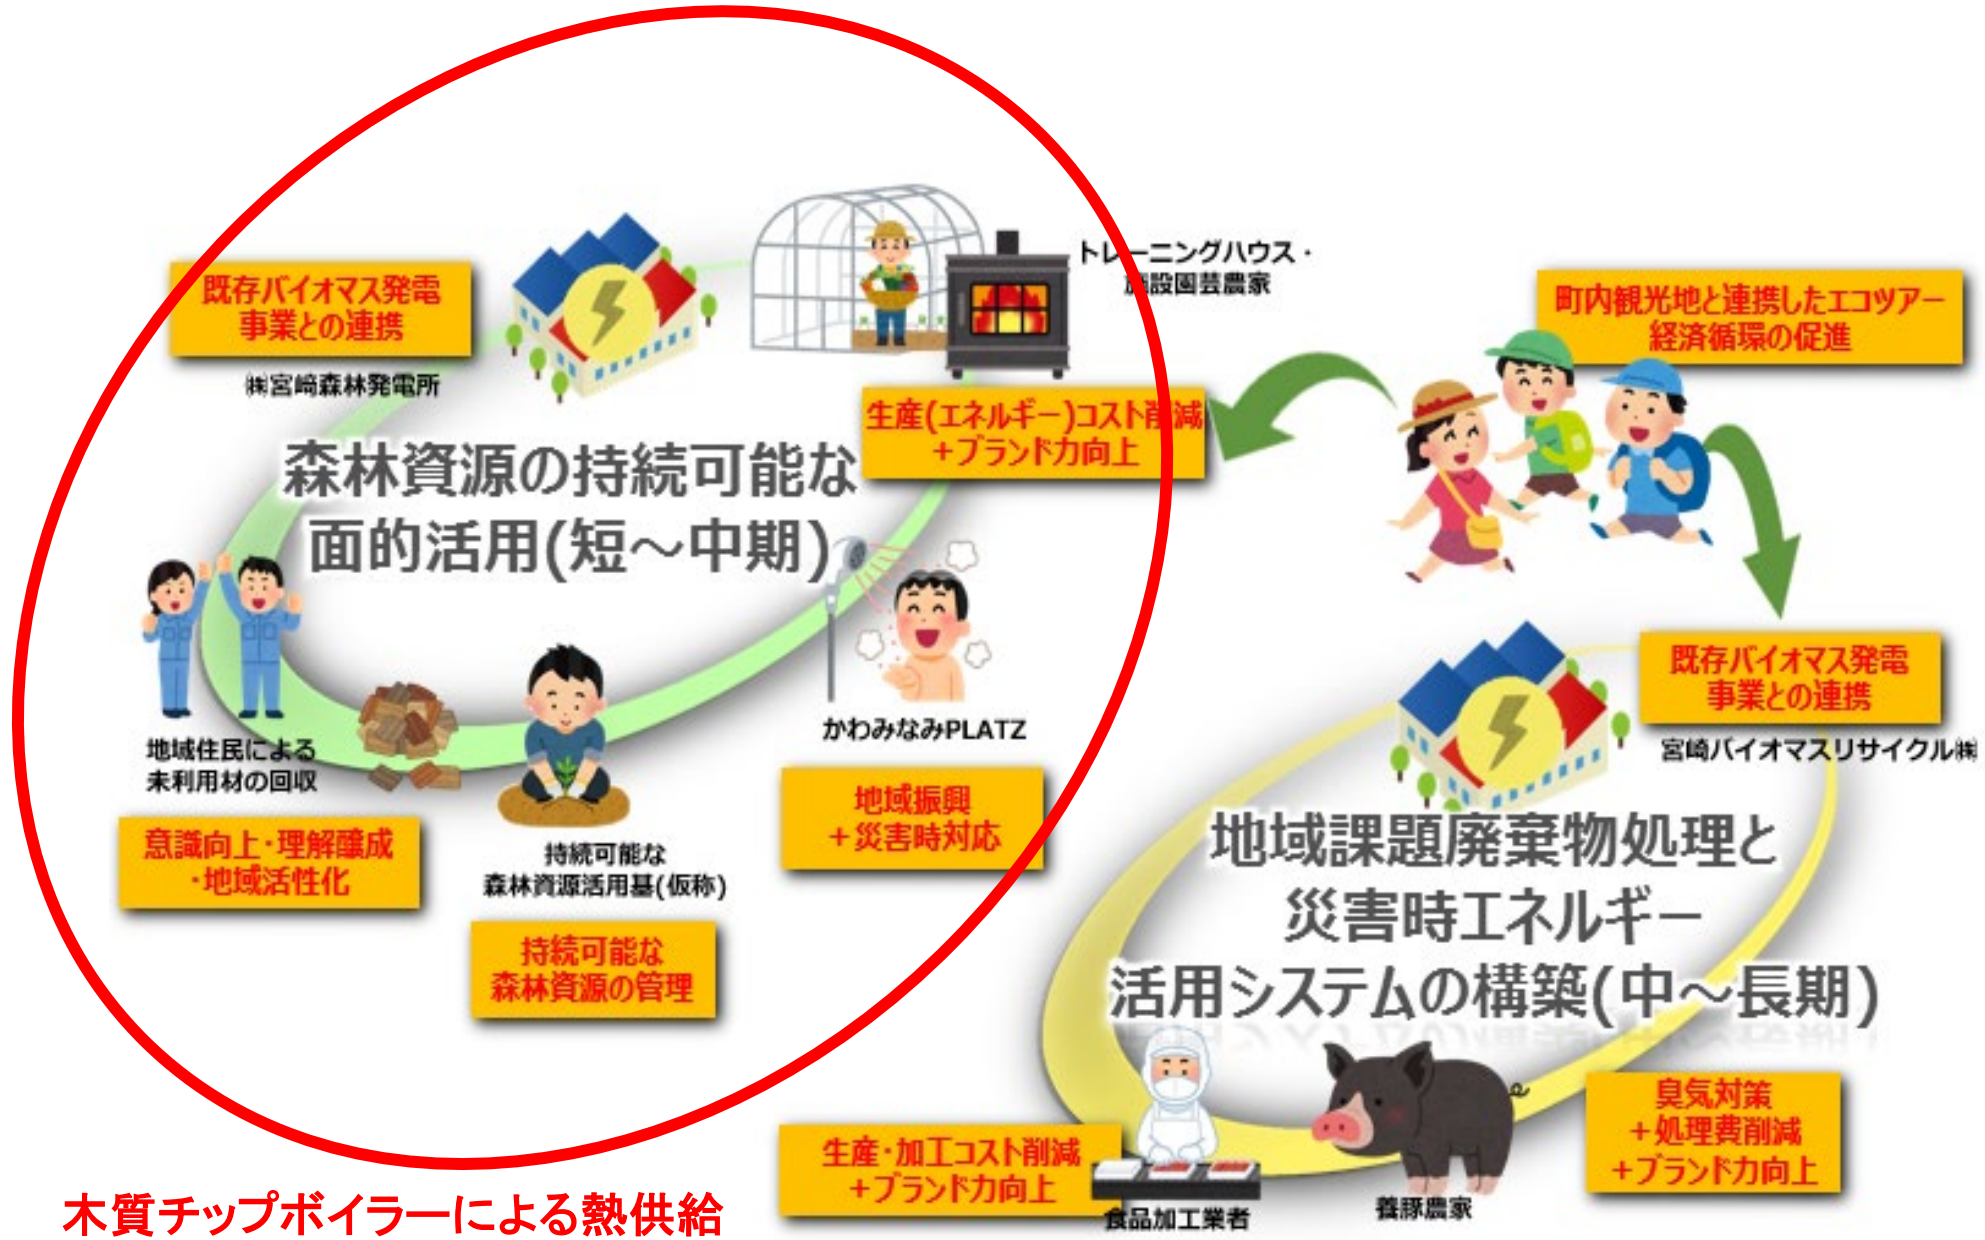 既存バイオマス発電
事業との連携
㈱宮崎森林発電所
トレーニングハウス・
施設園芸農家
生産(エネルギー)コスト削減
＋ブランド力向上
森林資源の持続可能な
面的活用(短～中期)
地域住民による
未利用材の回収
意識向上・理解醸成
・地域活性化
持続可能な
森林資源活用基(仮称)
持続可能な
森林資源の管理
かわみなみPLATZ
地域振興
＋災害時対応
町内観光地と連携したエコツアー
経済循環の促進
既存バイオマス発電
事業との連携
宮崎バイオマスリサイクル㈱
地域課題廃棄物処理と
災害時エネルギー
活用システムの構築(中～長期)
生産・加工コスト削減
＋ブランド力向上
食品加工業者
養豚農家
臭気対策
＋処理費削減
＋ブランド力向上
木質チップボイラーによる熱供給